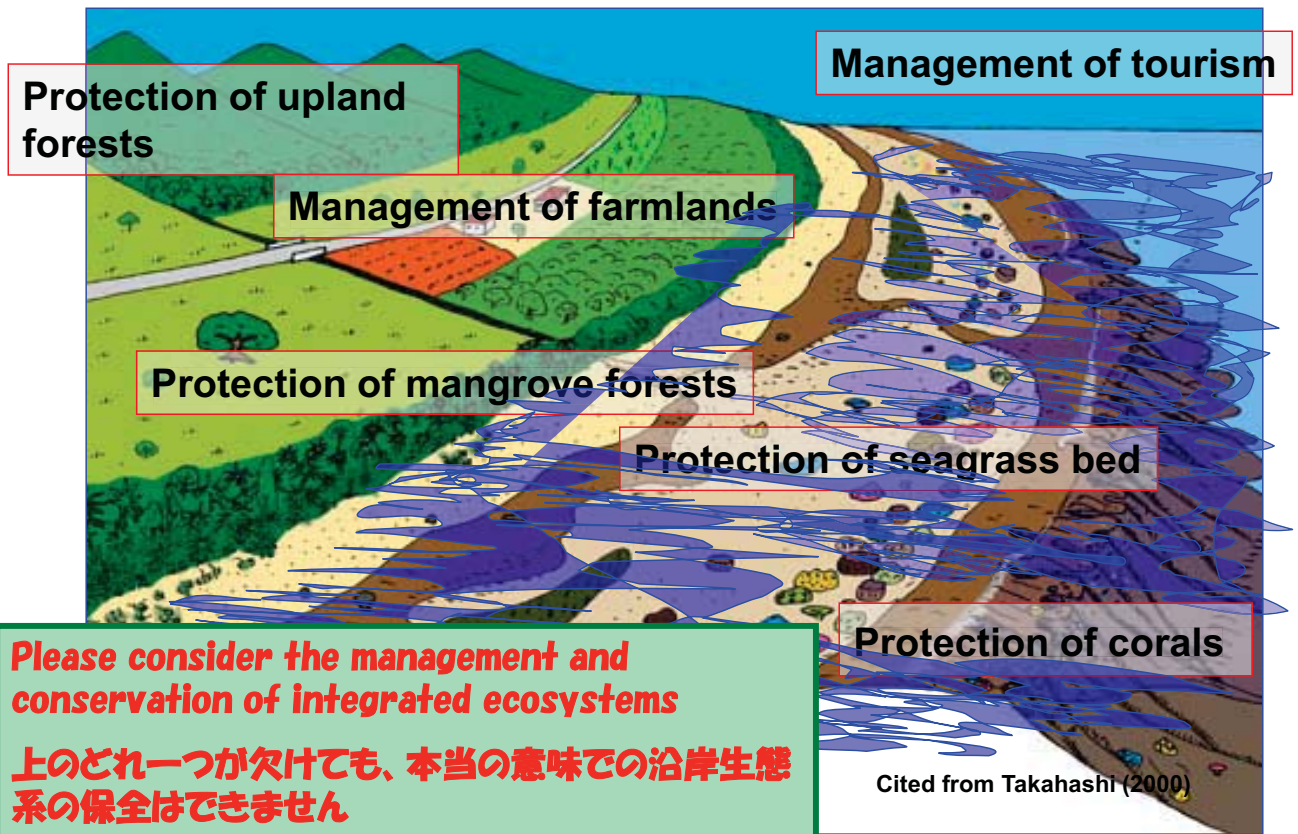 Management of tourism
Protection of upland
forests
Management of farmlands
Protection of mangrove forests
Protection of seagrass bed
Protection of corals
Please consider the management and
conservation of integrated ecosystems
上のどれ一つが欠けても、本当の意味での沿岸生態
系の保全はできません
Cited from Takahashi (2000)